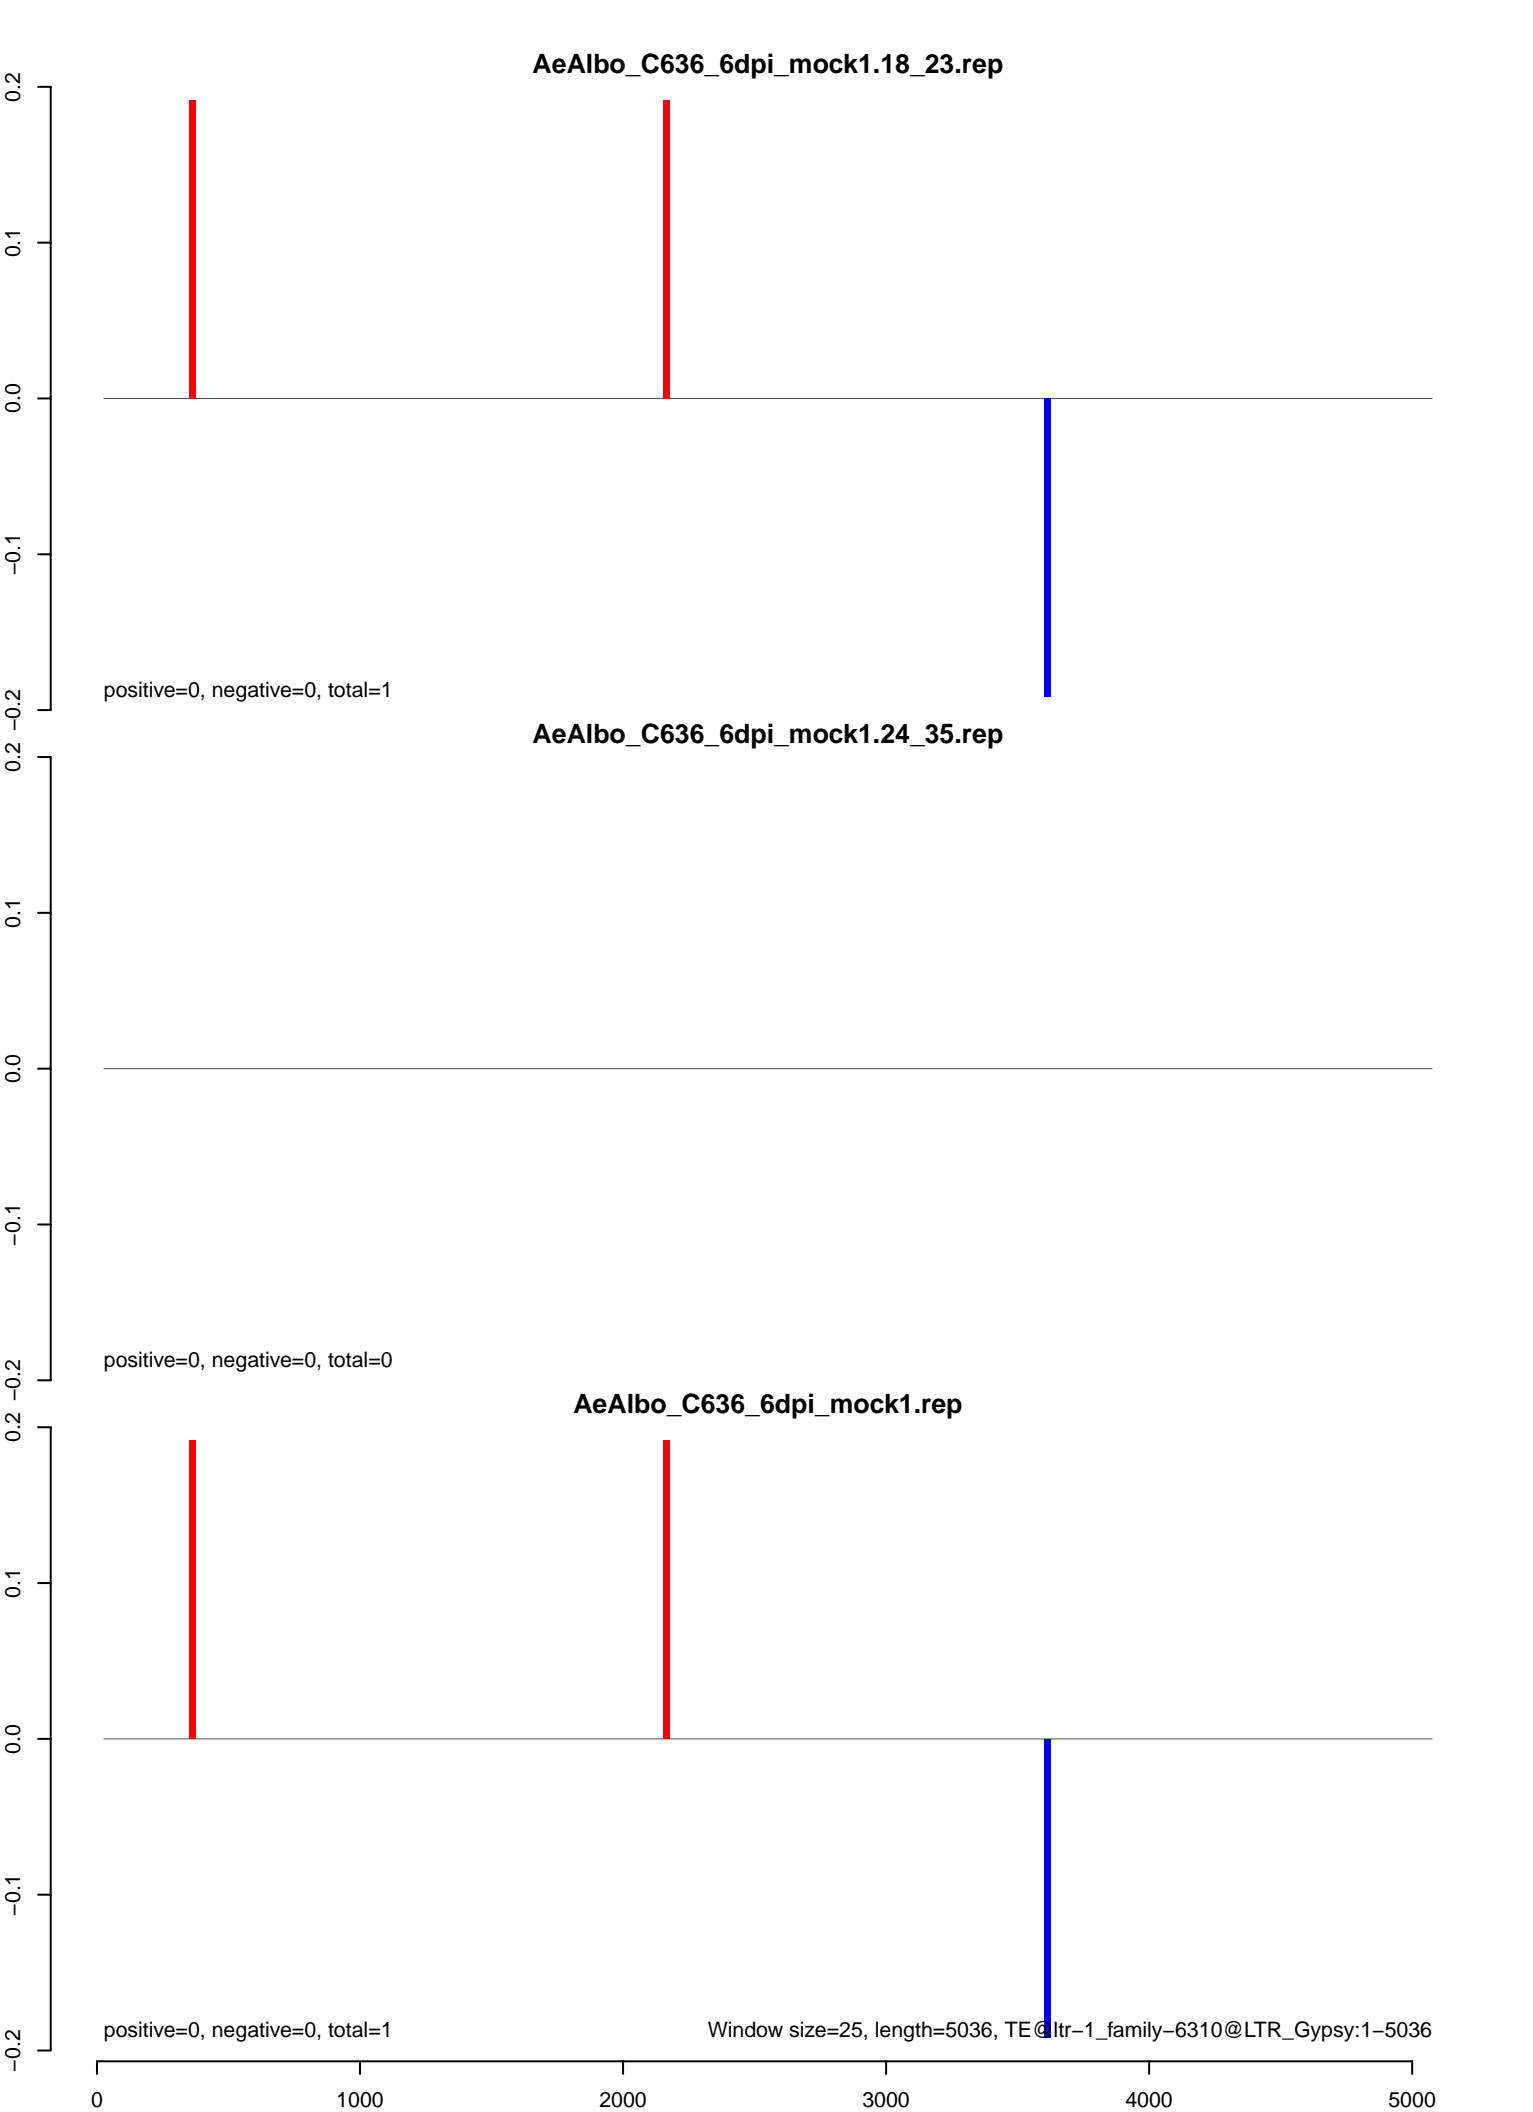 AeAlbo_C636_6dpi_mock1.18_23.rep
0.2
0.1
0.0
−0.1
−0.2
positive=0, negative=0, total=1
AeAlbo_C636_6dpi_mock1.24_35.rep
0.2
0.1
0.0
−0.1
−0.2
positive=0, negative=0, total=0
AeAlbo_C636_6dpi_mock1.rep
0.2
0.1
0.0
−0.1
−0.2
positive=0, negative=0, total=1
Window size=25, length=5036, TE@ltr−1_family−6310@LTR_Gypsy:1−5036
0 1000 2000 3000 4000 5000